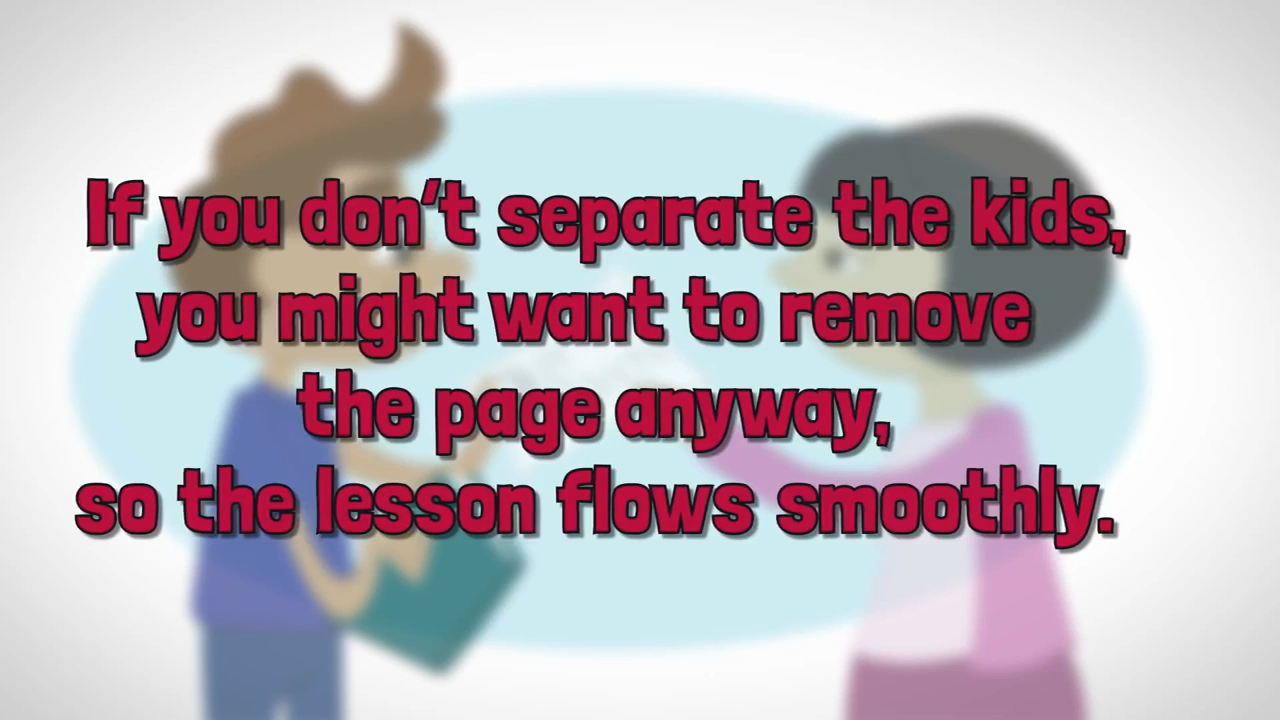 If you don't separate the kids,
you might want to remove
the page anyway,
so the lesson flows smoothly.